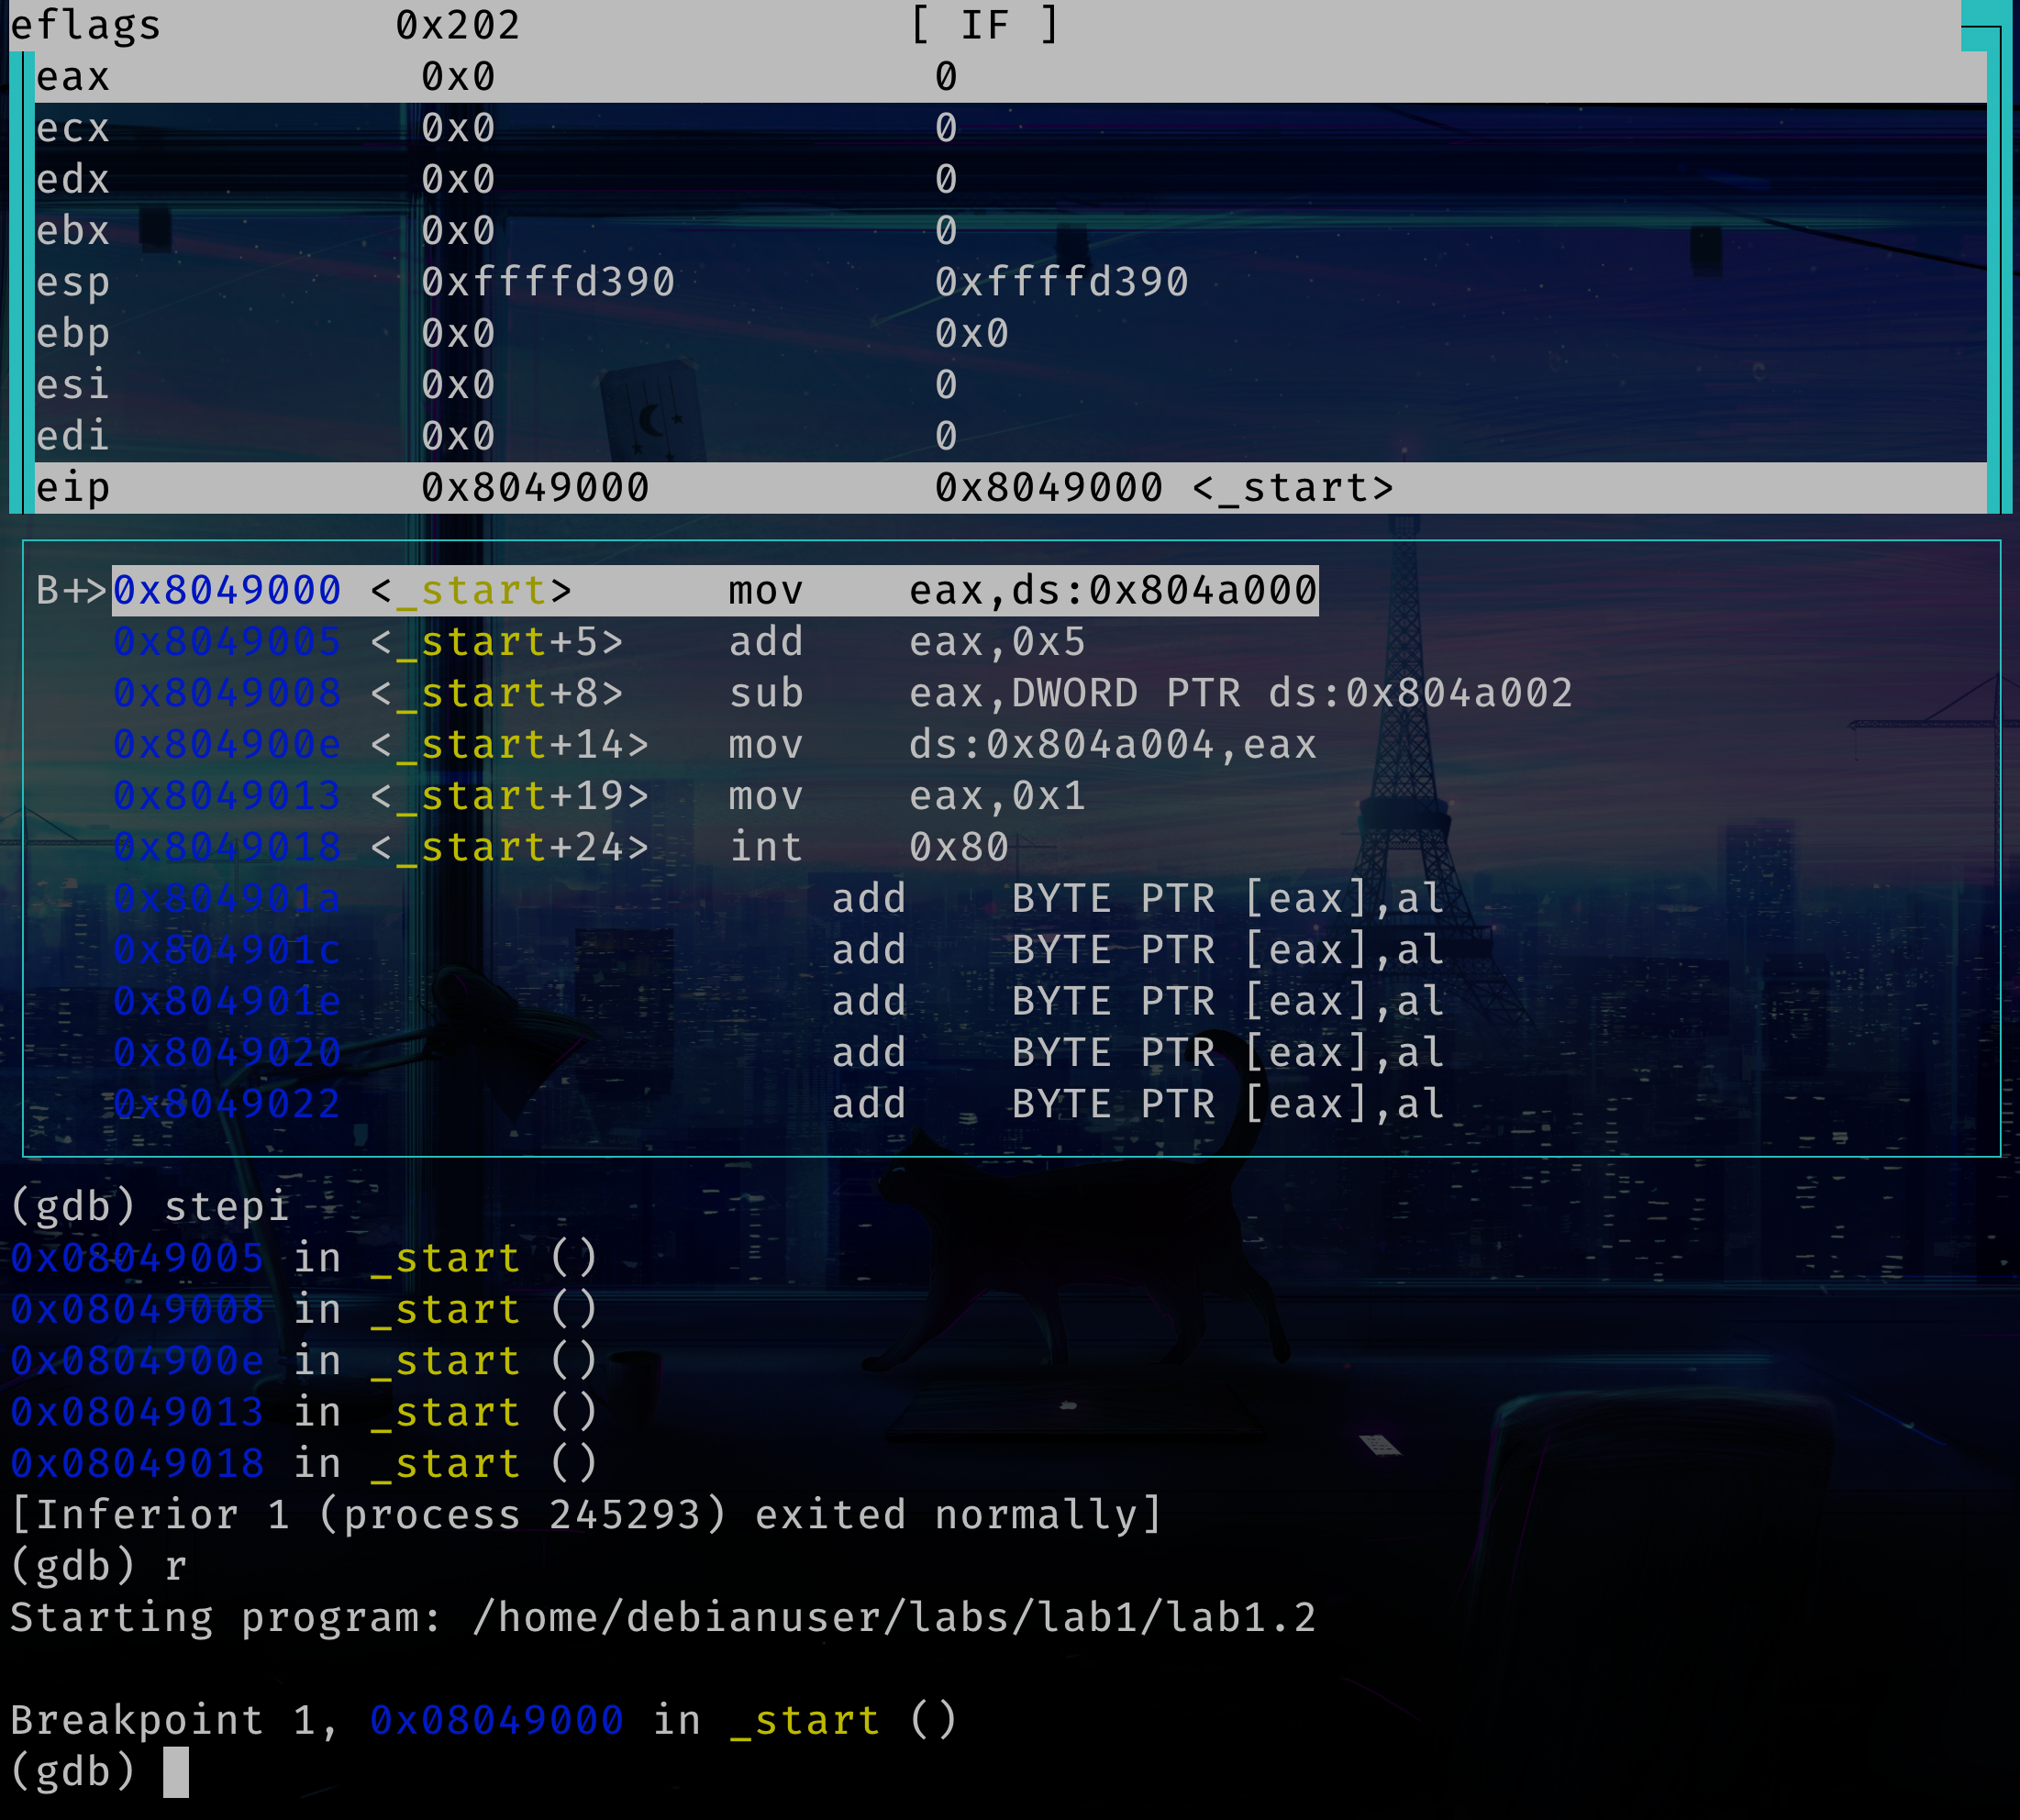 eflags 0x202 [ IF ]
eax 0x0 0
ecx 0x0 0
edx 0x0 0
ebx 0x0 0
esp 0xffffd390 0xffffd390
ebp 0x0 0x0
esi 0x0 0
edi 0x0 0
eip 0x8049000 0x8049000 <_start>
B+>0x8049000 <_start> mov eax,ds:0x804a000
0x8049005 <_start+5> add eax,0x5
0x8049008 <_start+8> sub eax,DWORD PTR ds:0x804a002
0x804900e <_start+14> mov ds:0x804a004,eax
0x8049013 <_start+19> mov eax,0x1
0x8049018 <_start+24> int 0x80
0x804901a add BYTE PTR [eax],al
0x804901c add BYTE PTR [eax],al
0x804901e add BYTE PTR [eax],al
0x8049020 add BYTE PTR [eax],al
0x8049022 add BYTE PTR [eax],al
(gdb) stepi
0x08049005 in _start ()
0x08049008 in _start ()
0x0804900e in _start ()
0x08049013 in _start ()
0x08049018 in _start ()
[Inferior 1 (process 245293) exited normally]
(gdb) r
Starting program: /home/debianuser/labs/lab1/lab1.2
Breakpoint 1, 0x08049000 in _start ()
(gdb)